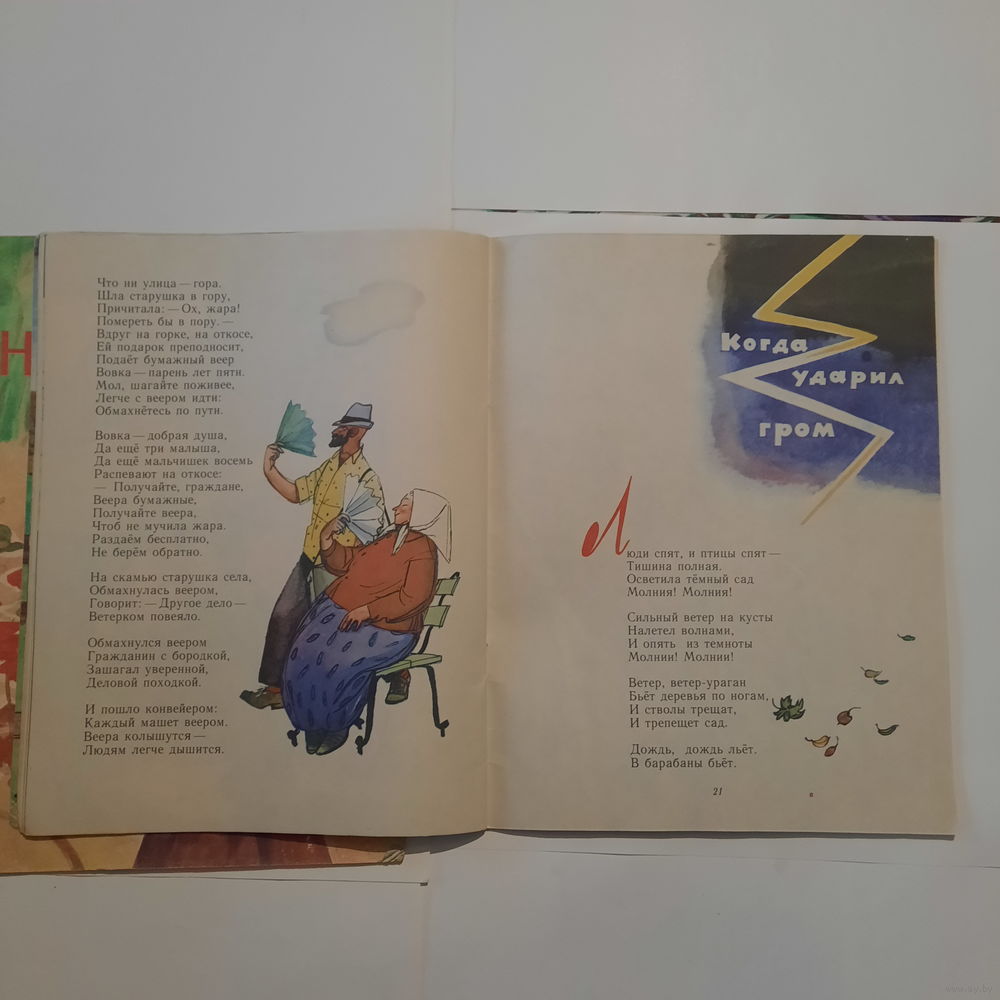 Н
Что ни улица — гора.
Шла старушка в гору,
Причитала: — Ох, жара!
Помереть бы в пору. —
Вдруг на горке, на откосе,
Ей подарок преподносит,
Подаёт бумажный веер
Вовка — парень лет пяти.
Мол, шагайте поживее,
Легче с веером идти:
Обмахнётесь по пути.
Вовка — добрая душа,
Да ещё три малыша,
Да ещё мальчишек восемь
Распевают на откосе:
— Получайте, граждане,
Веера бумажные,
Получайте веера,
Чтоб не мучила жара.
Раздаём бесплатно,
Не берём обратно.
На скамью старушка села,
Обмахнулась веером,
Говорит: — Другое дело —
Ветерком повеяло.
Обмахнулся веером
Гражданин с бородкой,
Зашагал уверенной,
Деловой походкой.
И пошло конвейером:
Каждый машет веером.
Веера колышутся —
Людям легче дышится.
Когда
ударил
гром
Люди спят, и птицы спят —
Тишина полная.
Осветила тёмный сад
Молния! Молния!
Сильный ветер на кусты
Налетел волнами,
И опять из темноты
Молнии! Молнии!
Ветер, ветер-ураган
Бьёт деревья по ногам,
И стволы трещат,
И трепещет сад.
Дождь, дождь льёт.
В барабаны бьёт.
21
www.ay.by